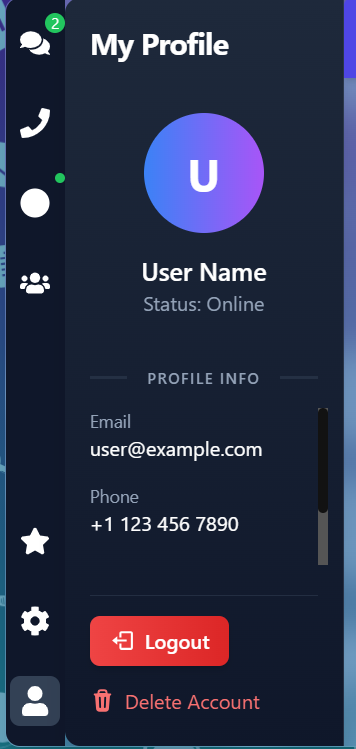 2
My Profile
U
User Name
Status: Online
PROFILE INFO
Email
user@example.com
Phone
+1 123 456 7890
Logout
Delete Account